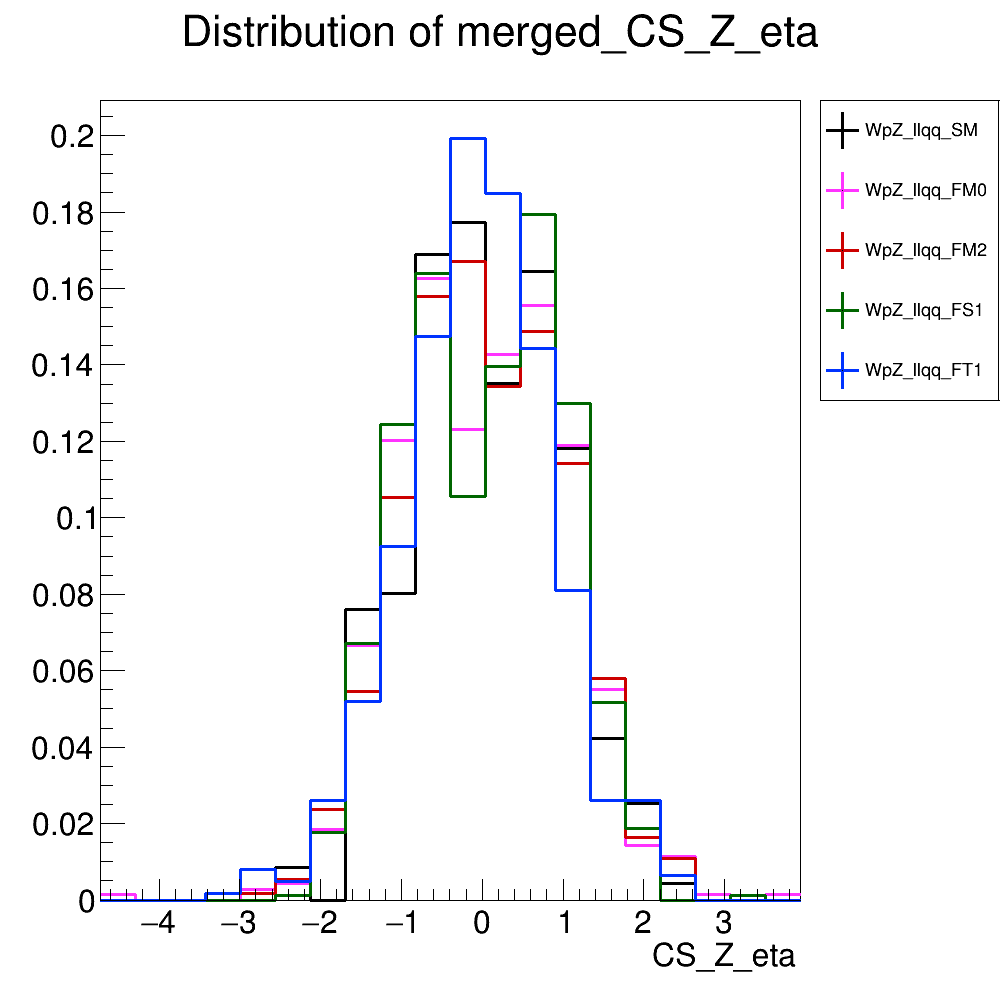 Distribution of merged_CS_Z_eta
0.2
0.18
0.16
0.14
0.12
0.1
0.08
0.06
0.04
0.02
0
−4 −3 −2 −1 0 1 2 3
CS_Z_eta
WpZ_llqq_SM
WpZ_llqq_FM0
WpZ_llqq_FM2
WpZ_llqq_FS1
WpZ_llqq_FT1